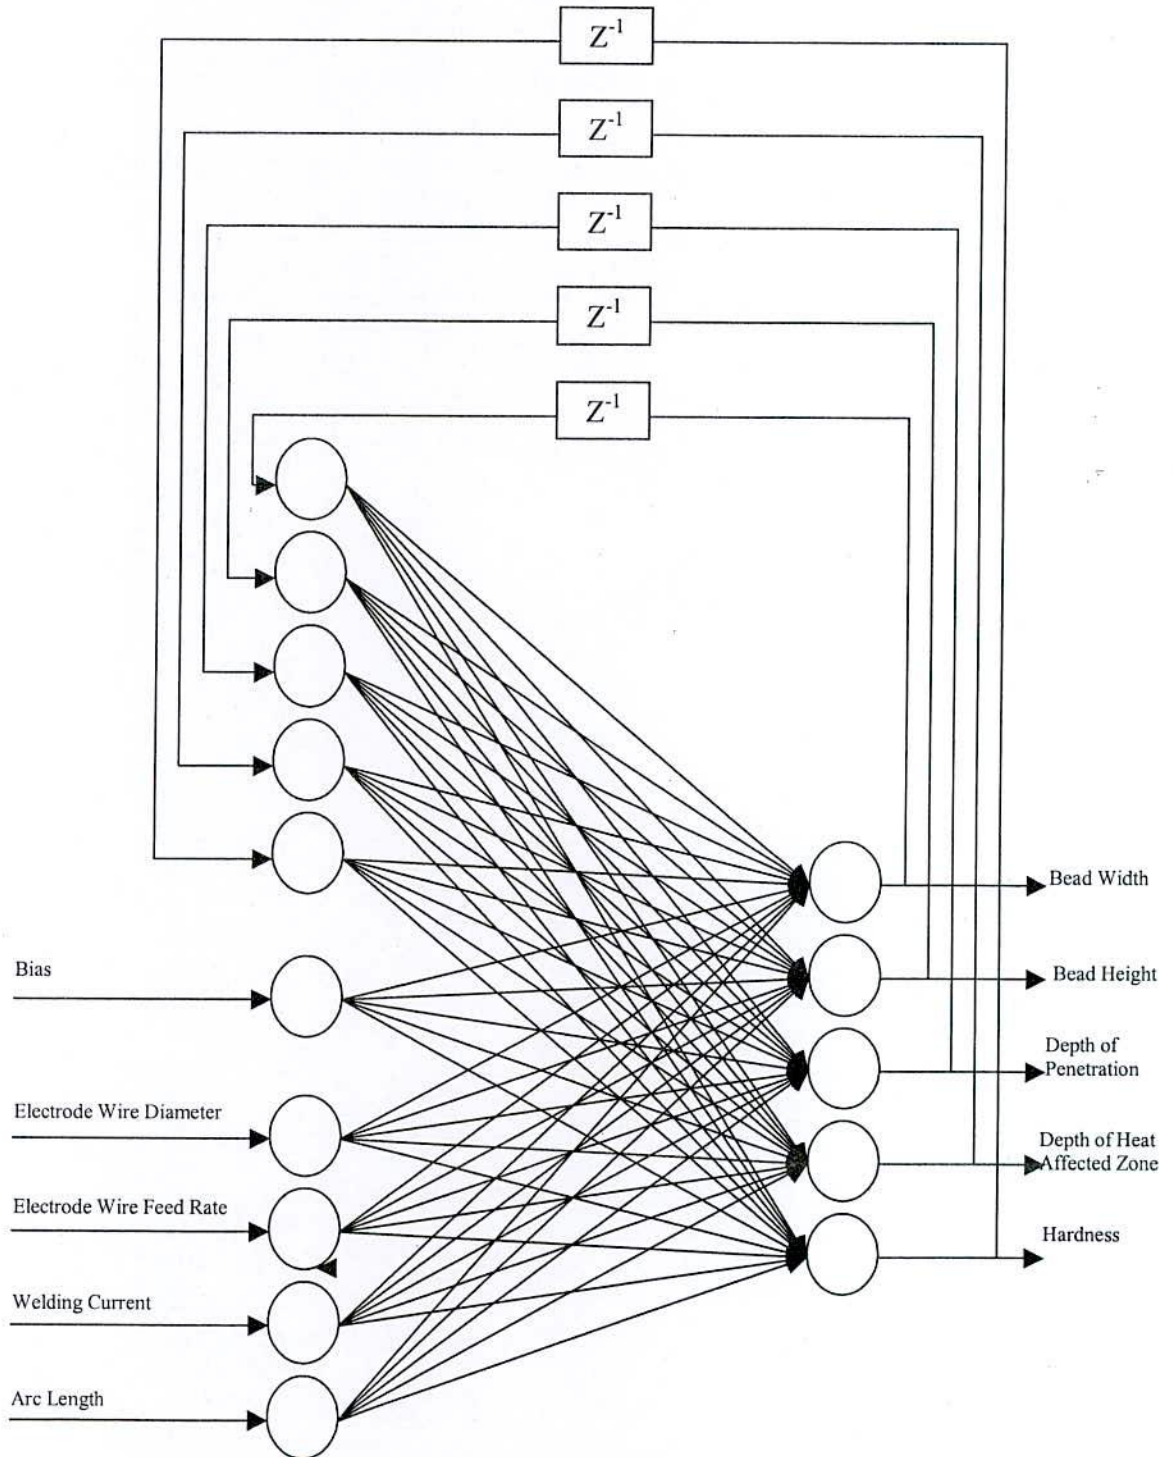 Z-1
Z-1
Z-1
Z-1
Z-1
Bead Width
Bias
Bead Height
Depth of
Penetration
Electrode Wire Diameter
Depth of Heat
Affected Zone
Electrode Wire Feed Rate
Hardness
Welding Current
Arc Length